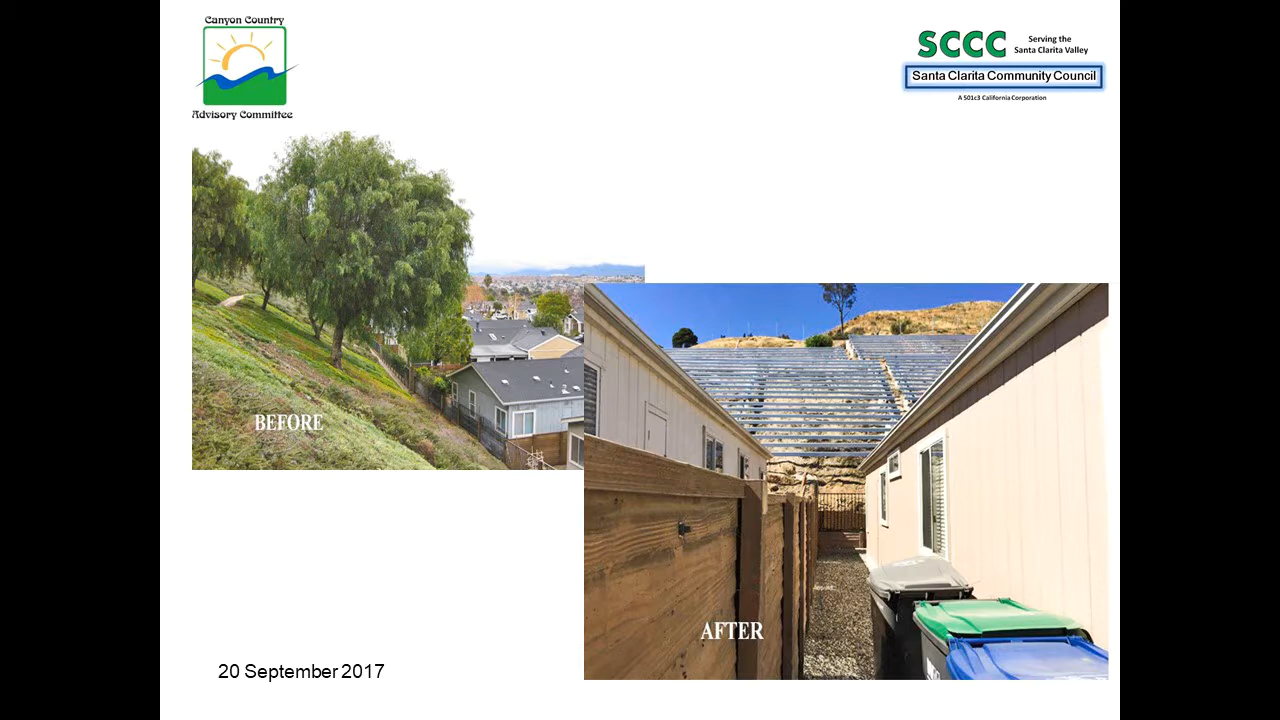 Canyon Country
Advisory Committee
SCCC
Serving the
Santa Clarita Valley
Santa Clarita Community Council
A 501c3 California Corporation
BEFORE
AFTER
20 September 2017